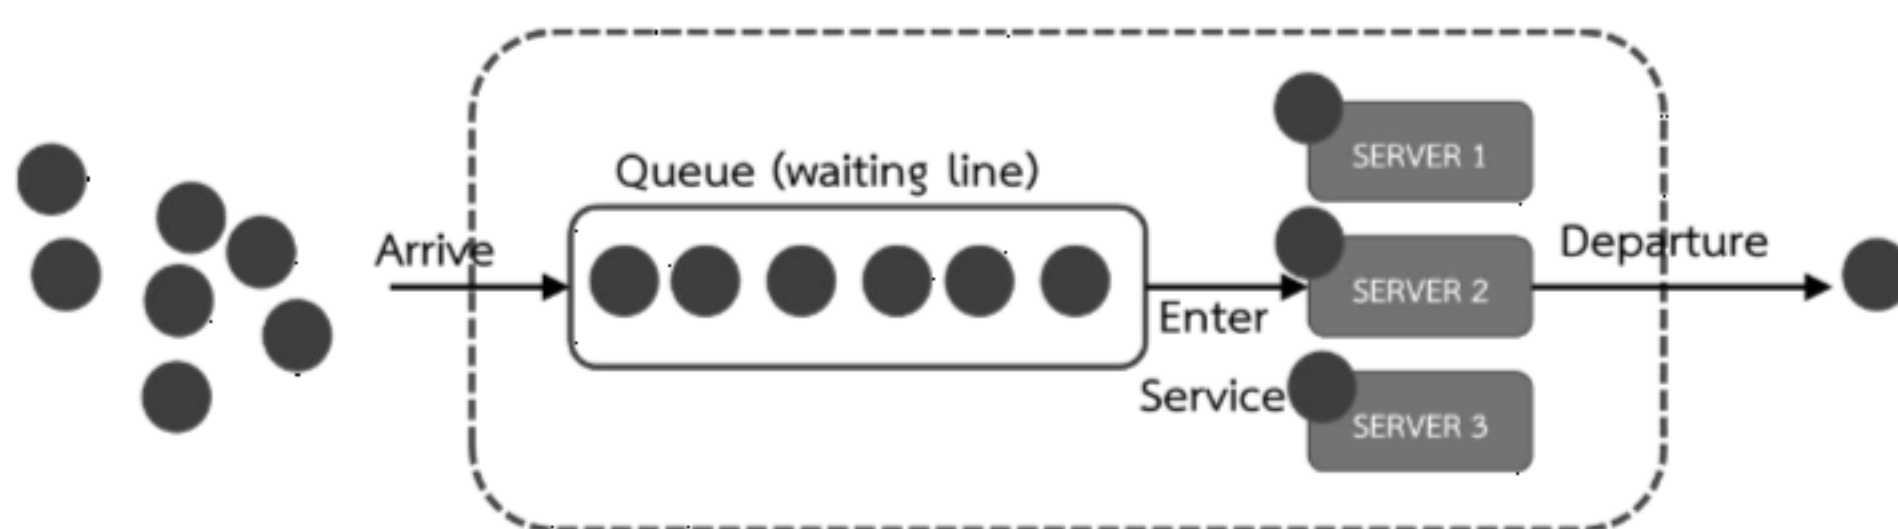 Arrive
Queue (waiting line)
Enter
Service
SERVER 1
SERVER 2
SERVER 3
Departure